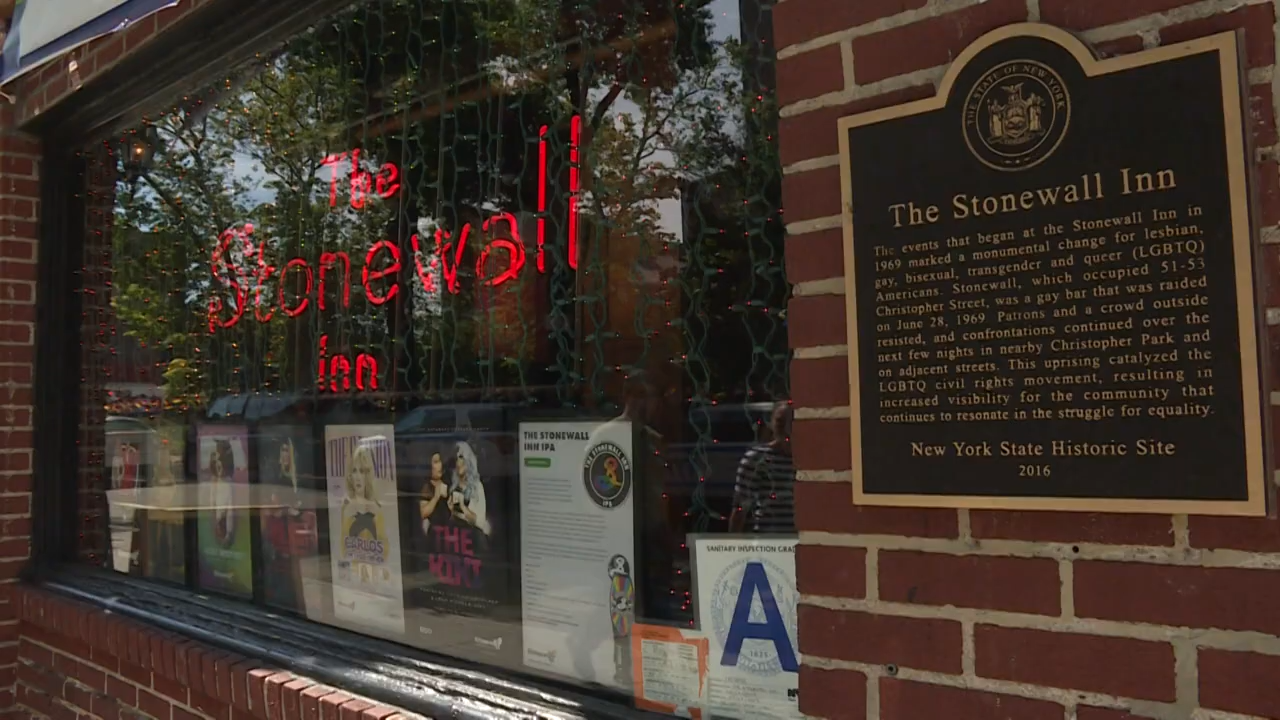 The
Stonewall
Inn
THE STONEWALL
INN IPA
THE STONEWALL INN
IPA
CARLOS
THE
SANITARY INSPECTION GRADE
A
THE STATE OF NEW YORK
The Stonewall Inn
The events that began at the Stonewall Inn in
1969 marked a monumental change for lesbian,
gay, bisexual, transgender and queer (LGBTQ)
Americans. Stonewall, which occupied 51-53
Christopher Street, was a gay bar that was raided
on June 28, 1969 Patrons and a crowd outside
resisted, and confrontations continued over the
next few nights in nearby Christopher Park and
on adjacent streets. This uprising catalyzed the
LGBTQ civil rights movement, resulting in
increased visibility for the community that
continues to resonate in the struggle for equality.
New York State Historic Site
2016